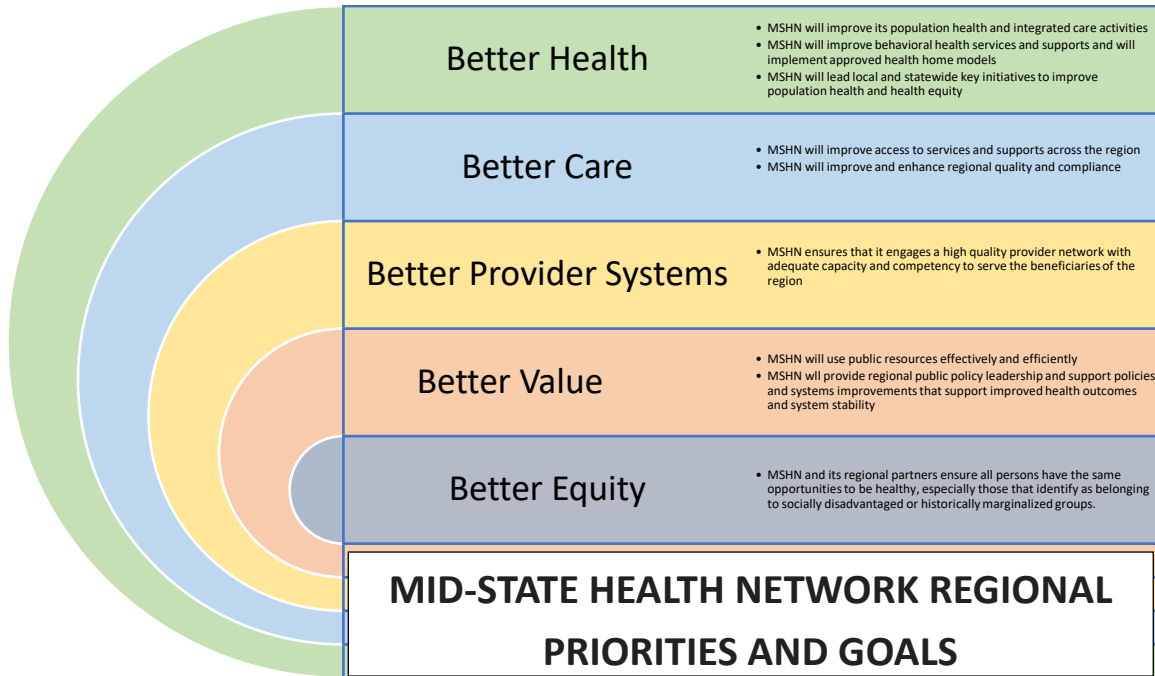 Better Health
• MSHN will improve its population health and integrated care activities
• MSHN will improve behavioral health services and supports and will
implement approved health home models
• MSHN will lead local and statewide key initiatives to improve
population health and health equity
Better Care
• MSHN will improve access to services and supports across the region
• MSHN will improve and enhance regional quality and compliance
Better Provider Systems
• MSHN ensures that it engages a high quality provider network with
adequate capacity and competency to serve the beneficiaries of the
region
Better Value
• MSHN will use public resources effectively and efficiently
• MSHN wll provide regional public policy leadership and support policies
and systems improvements that support improved health outcomes
and system stability
Better Equity
• MSHN and its regional partners ensure all persons have the same
opportunities to be healthy, especially those that identify as belonging
to socially disadvantaged or historically marginalized groups.
MID-STATE HEALTH NETWORK REGIONAL
PRIORITIES AND GOALS